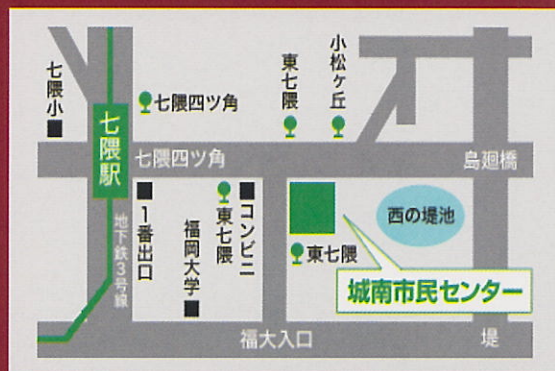 七隈小
七隈四ツ角
東七隈
小松ヶ丘
七隈駅
七隈四ツ角
島廻橋
地下鉄3号線
1番出口
福岡大学
東七隈
コンビニ
東七隈
西の堤池
城南市民センター
福大入口
堤